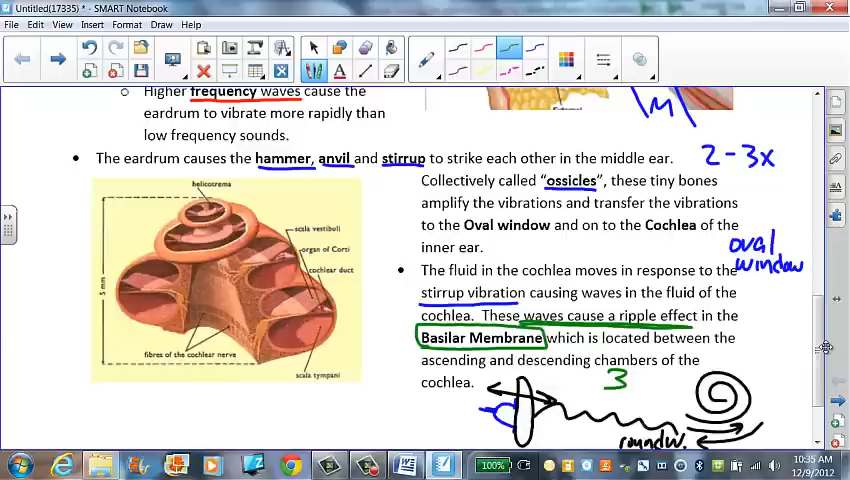 Untitled(17335) * - SMART Notebook
File Edit View Insert Format Draw
Higher frequency waves cause the
eardrum to vibrate more rapidly than
low frequency sounds.
External
The eardrum causes the hammer, anvil and stirrup to strike each other in the middle ear.
2-3x
Collectively called "ossicles", these tiny bones
amplify the vibrations and transfer the vibrations
to the Oval window and on to the Cochlea of the
inner ear.
oval
window
helicotrema
scala vestibuli
organ of Corti
cochlear duct
5 mm
fibres of the cochlear nerve
scala tympani
The fluid in the cochlea moves in response to the
stirrup vibration causing waves in the fluid of the
cochlea. These waves cause a ripple effect in the
Basilar Membrane which is located between the
ascending and descending chambers of the
cochlea.
3
round w.
100%
10:35 AM
12/9/2012